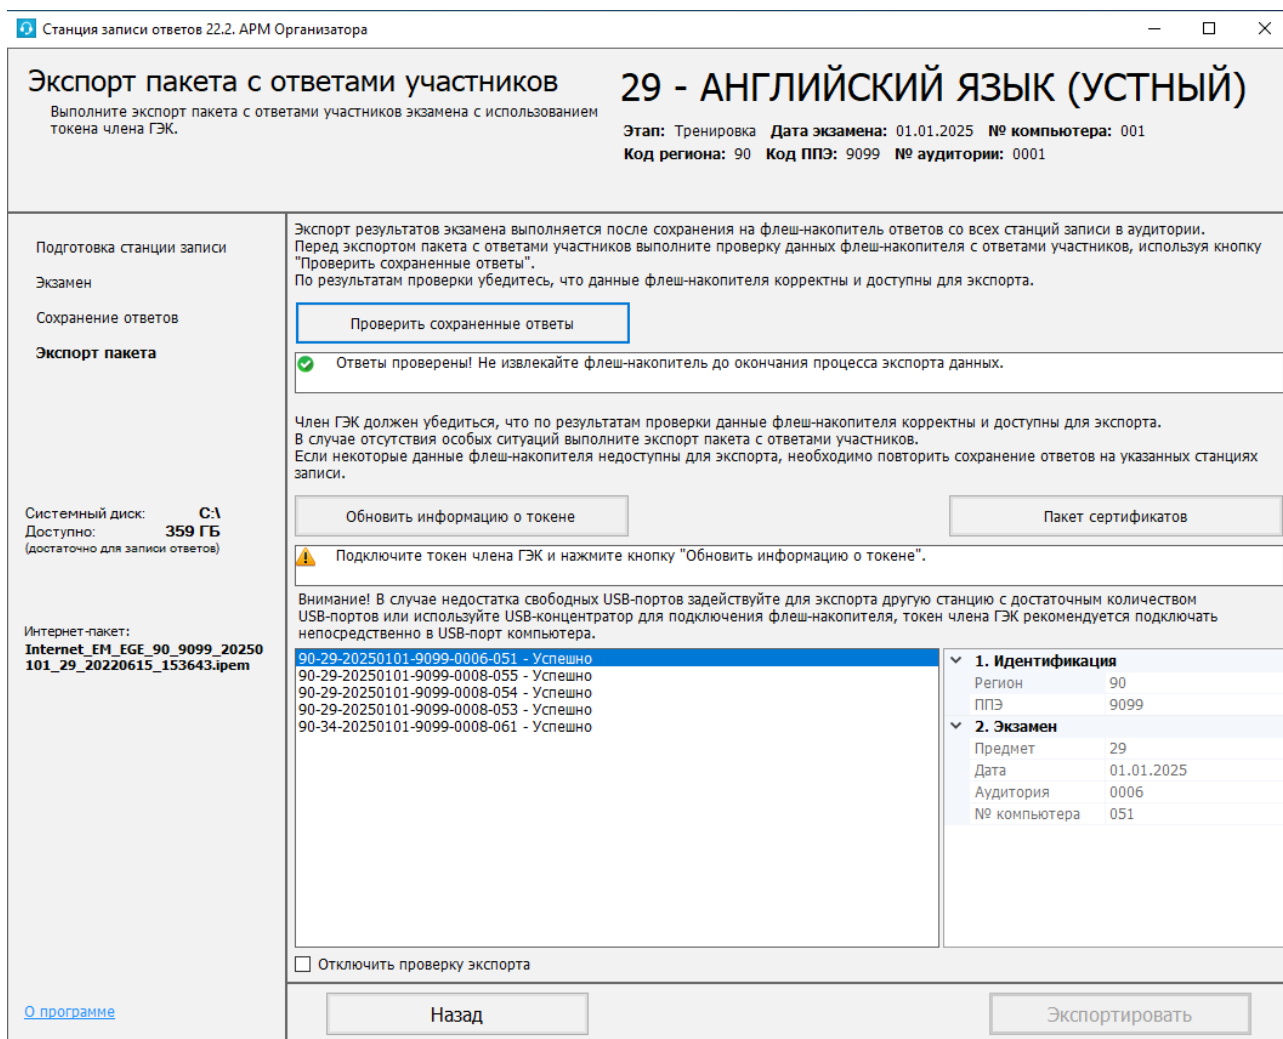 Станция записи ответов 22.2. АРМ Организатора
Экспорт пакета с ответами участников
Выполните экспорт пакета с ответами участников экзамена с использованием
токена члена ГЭК.
29 - АНГЛИЙСКИЙ ЯЗЫК (УСТНЫЙ)
Этап: Тренировка Дата экзамена: 01.01.2025 № компьютера: 001
Код региона: 90 Код ППЭ: 9099 № аудитории: 0001
Подготовка станции записи
Экзамен
Сохранение ответов
Экспорт пакета
Системный диск: C:\
Доступно: 359 ГБ
(достаточно для записи ответов)
Интернет-пакет:
Internet_EM_EGE_90_9099_20250
101_29_20220615_153643.ipem
О программе
Экспорт результатов экзамена выполняется после сохранения на флеш-накопитель ответов со всех станций записи в аудитории.
Перед экспортом пакета с ответами участников выполните проверку данных флеш-накопителя с ответами участников, используя кнопку
"Проверить сохраненные ответы".
По результатам проверки убедитесь, что данные флеш-накопителя корректны и доступны для экспорта.
Проверить сохраненные ответы
Ответы проверены! Не извлекайте флеш-накопитель до окончания процесса экспорта данных.
Член ГЭК должен убедиться, что по результатам проверки данные флеш-накопителя корректны и доступны для экспорта.
В случае отсутствия особых ситуаций выполните экспорт пакета с ответами участников.
Если некоторые данные флеш-накопителя недоступны для экспорта, необходимо повторить сохранение ответов на указанных станциях
записи.
Обновить информацию о токене
Пакет сертификатов
Подключите токен члена ГЭК и нажмите кнопку "Обновить информацию о токене".
Внимание! В случае недостатка свободных USB-портов задействуйте для экспорта другую станцию с достаточным количеством
USB-портов или используйте USB-концентратор для подключения флеш-накопителя, токен члена ГЭК рекомендуется подключать
непосредственно в USB-порт компьютера.
90-29-20250101-9099-0006-051 - Успешно
90-29-20250101-9099-0008-055 - Успешно
90-29-20250101-9099-0008-054 - Успешно
90-29-20250101-9099-0008-053 - Успешно
90-34-20250101-9099-0008-061 - Успешно
1. Идентификация
Регион 90
ППЭ 9099
2. Экзамен
Предмет 29
Дата 01.01.2025
Аудитория 0006
№ компьютера 051
Отключить проверку экспорта
Назад
Экспортировать